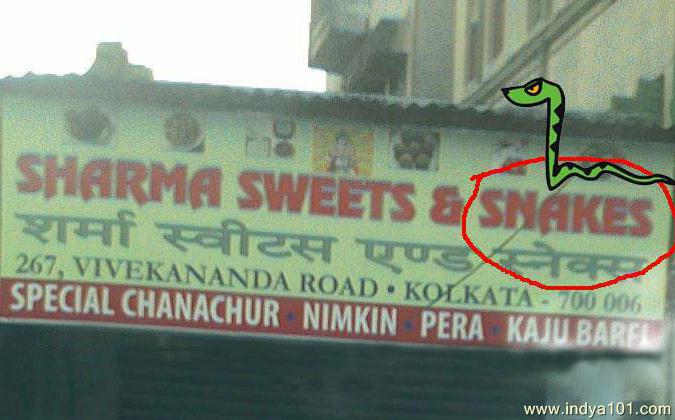 SHARMA SWEETS & SNAKES
शर्मा स्वीटस एण्ड स्नेक्स
267, VIVEKANANDA ROAD • KOLKATA - 700 006
SPECIAL CHANACHUR • NIMKIN • PERA • KAJU BARFI
www.indya101.com